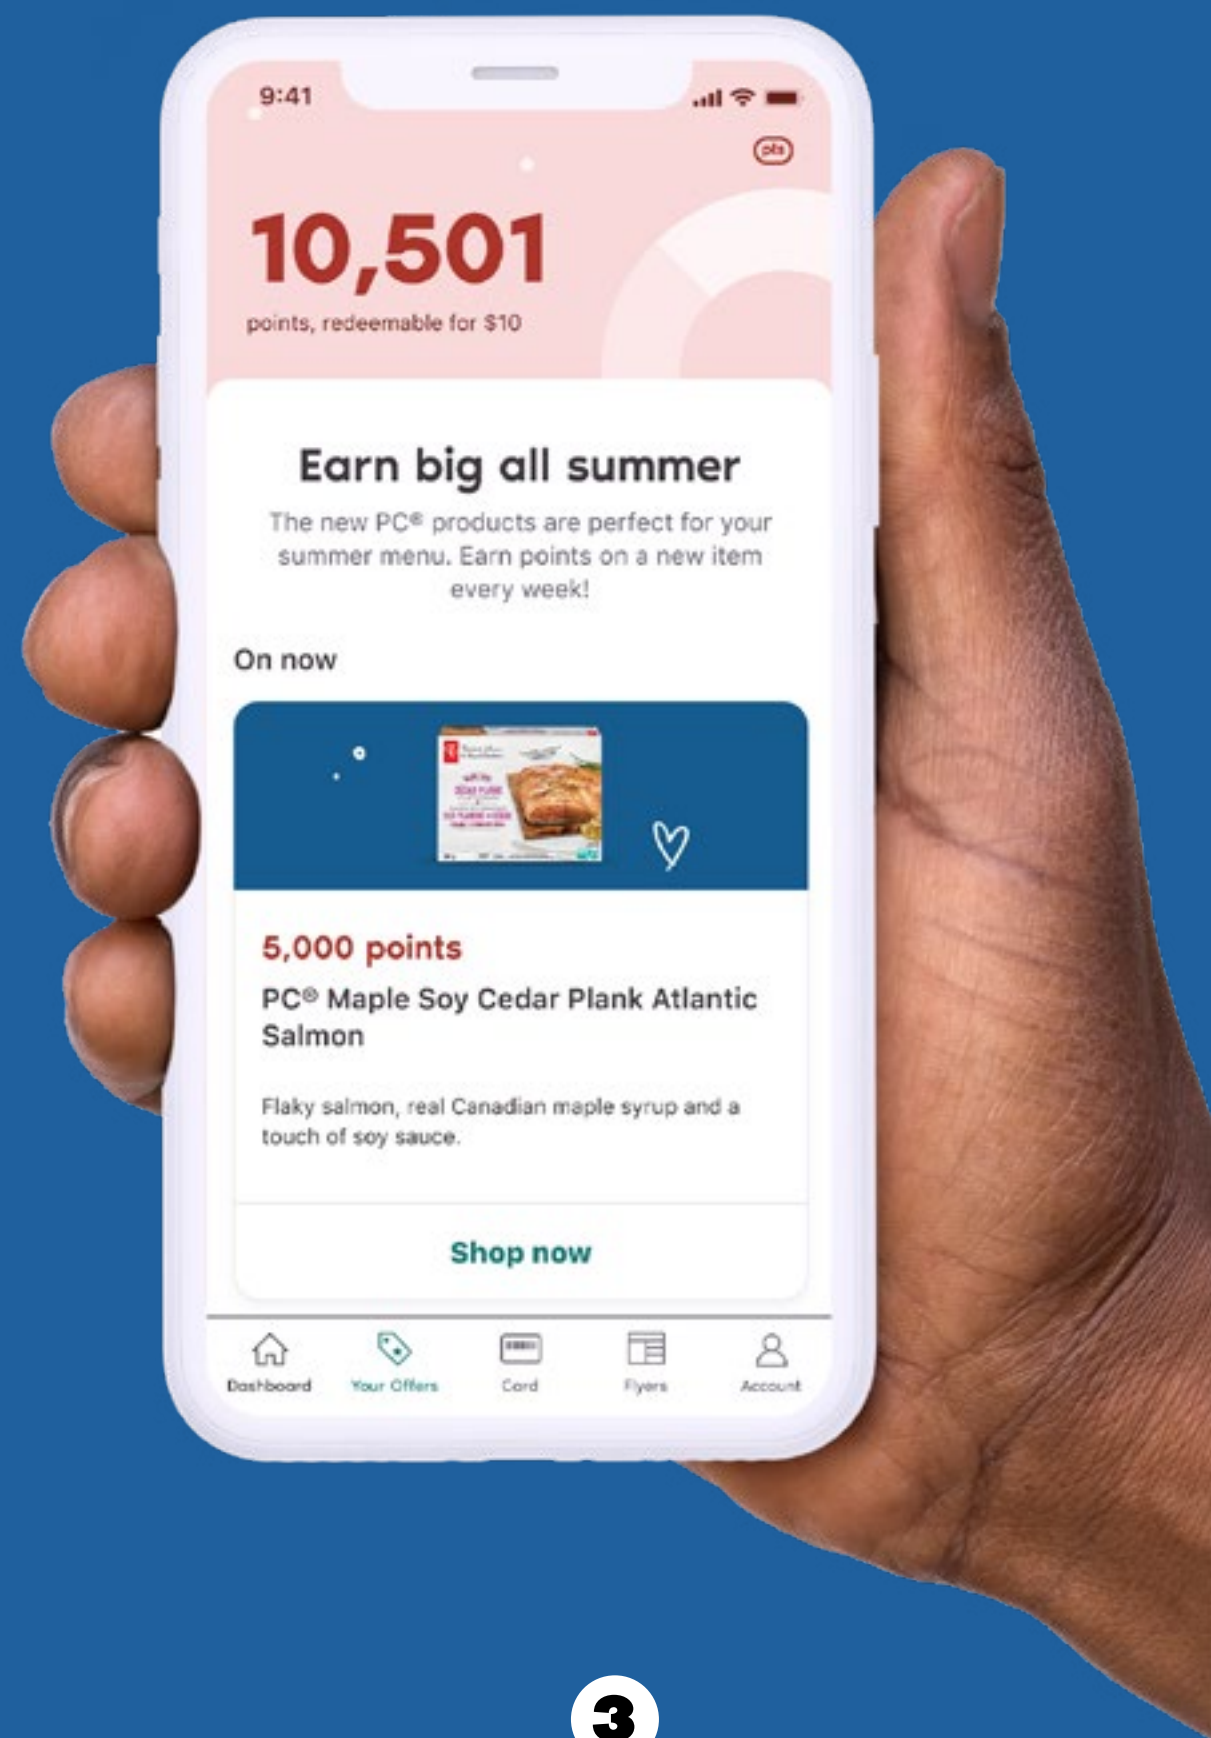 9:41
pts
10,501
points, redeemable for $10
Earn big all summer
The new PC® products are perfect for your
summer menu. Earn points on a new item
every week!
On now
CEDAR PLANK
5,000 points
PC® Maple Soy Cedar Plank Atlantic
Salmon
Flaky salmon, real Canadian maple syrup and a
touch of soy sauce.
Shop now
Dashboard Your Offers Card Flyers Account
3